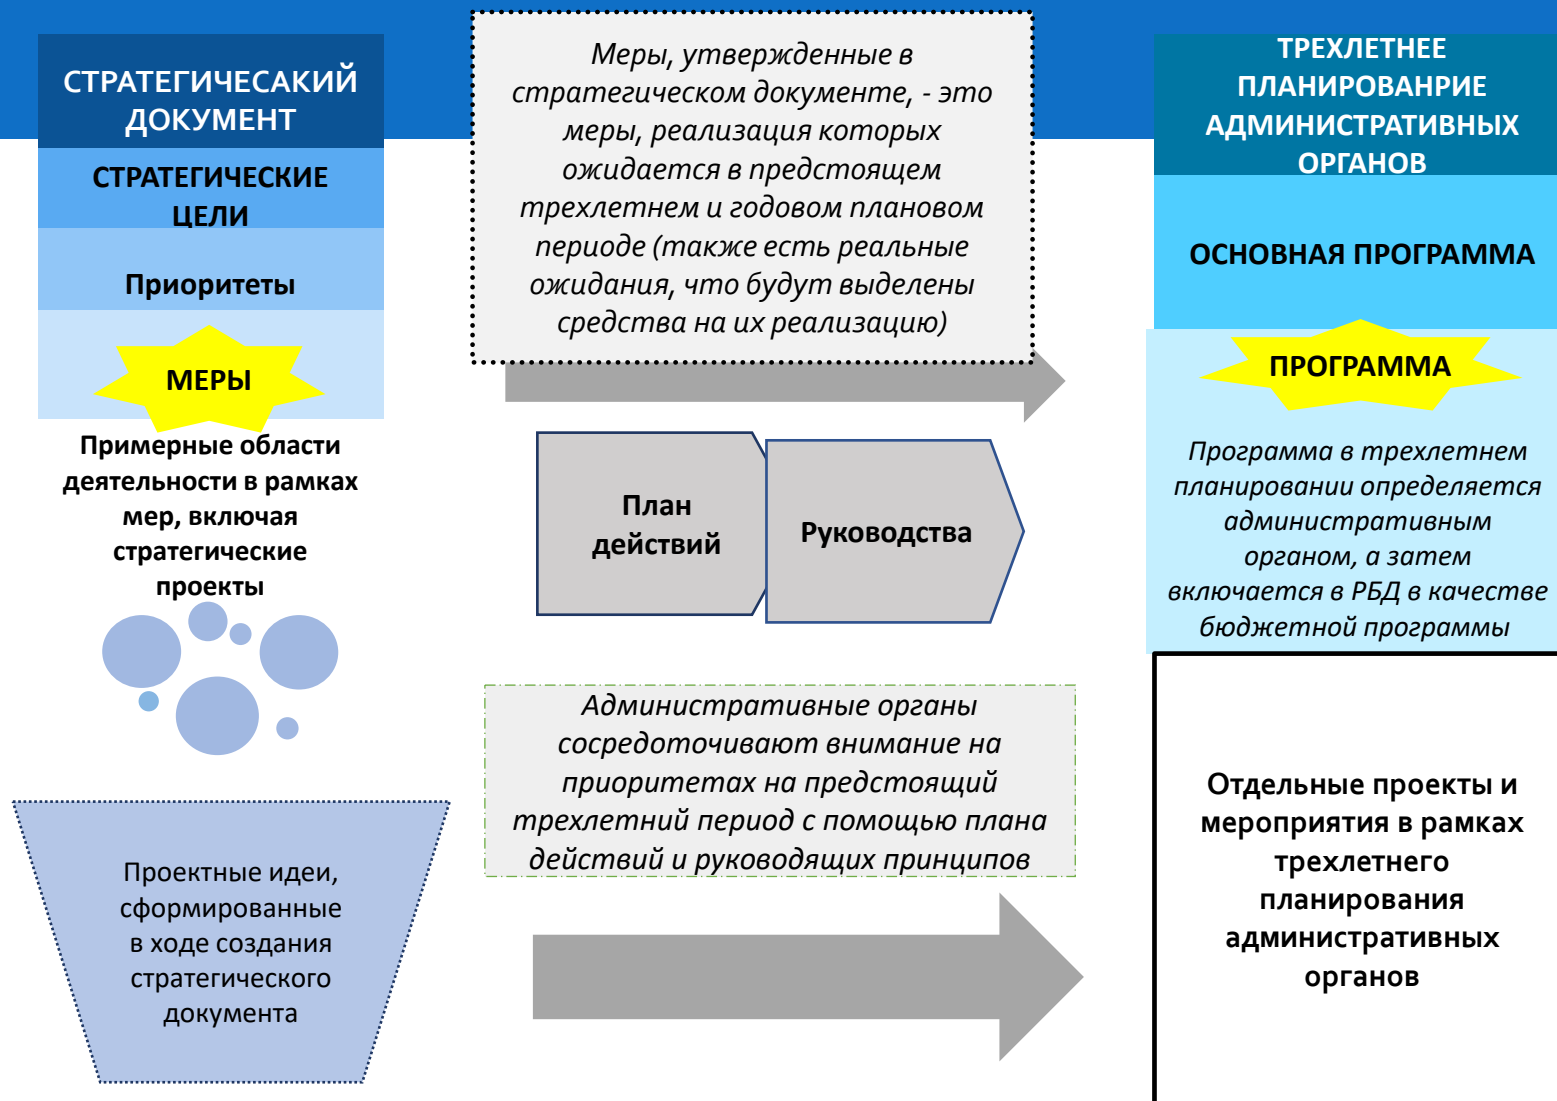 СТРАТЕГИЧЕСАКИЙ
ДОКУМЕНТ
СТРАТЕГИЧЕСКИЕ
ЦЕЛИ
Приоритеты
МЕРЫ
Примерные области
деятельности в рамках
мер, включая
стратегические
проекты
Проектные идеи,
сформированные
в ходе создания
стратегического
документа
Меры, утвержденные в
стратегическом документе, - это
меры, реализация которых
ожидается в предстоящем
трехлетнем и годовом плановом
периоде (также есть реальные
ожидания, что будут выделены
средства на их реализацию)
План
действий
Руководства
Административные органы
сосредоточивают внимание на
приоритетах на предстоящий
трехлетний период с помощью плана
действий и руководящих принципов
ТРЕХЛЕТНЕЕ
ПЛАНИРОВАНРИЕ
АДМИНИСТРАТИВНЫХ
ОРГАНОВ
ОСНОВНАЯ ПРОГРАММА
ПРОГРАММА
Программа в трехлетнем
планировании определяется
административным
органом, а затем
включается в РБД в качестве
бюджетной программы
Отдельные проекты и
мероприятия в рамках
трехлетнего
планирования
административных
органов